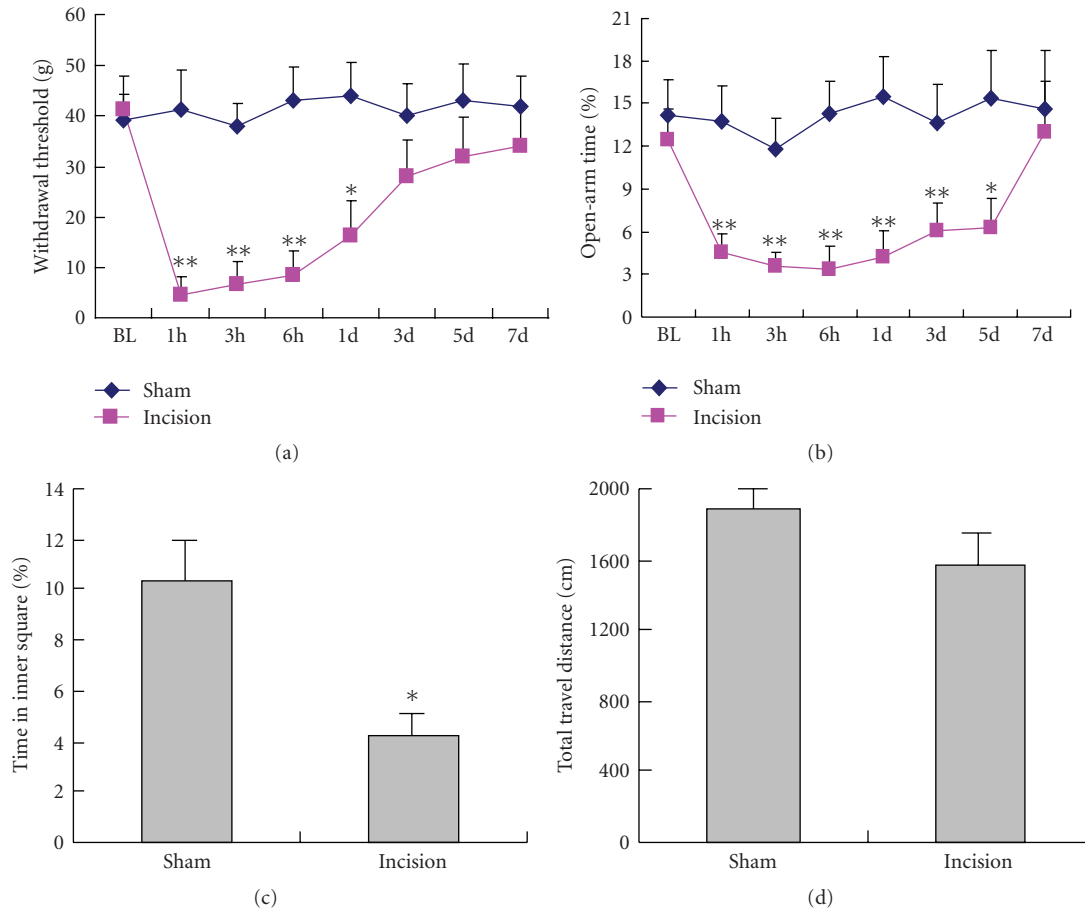 Withdrawal threshold (g)
60
50
40
30
20
10
0
** ** ** *
BL 1h 3h 6h 1d 3d 5d 7d
Sham
Incision
(a)
Open-arm time (%)
21
18
15
12
9
6
3
0
** ** ** ** ** *
BL 1h 3h 6h 1d 3d 5d 7d
Sham
Incision
(b)
Time in inner square (%)
14
12
10
8
6
4
2
0
*
Sham Incision
(c)
Total travel distance (cm)
2000
1600
1200
800
400
0
Sham Incision
(d)